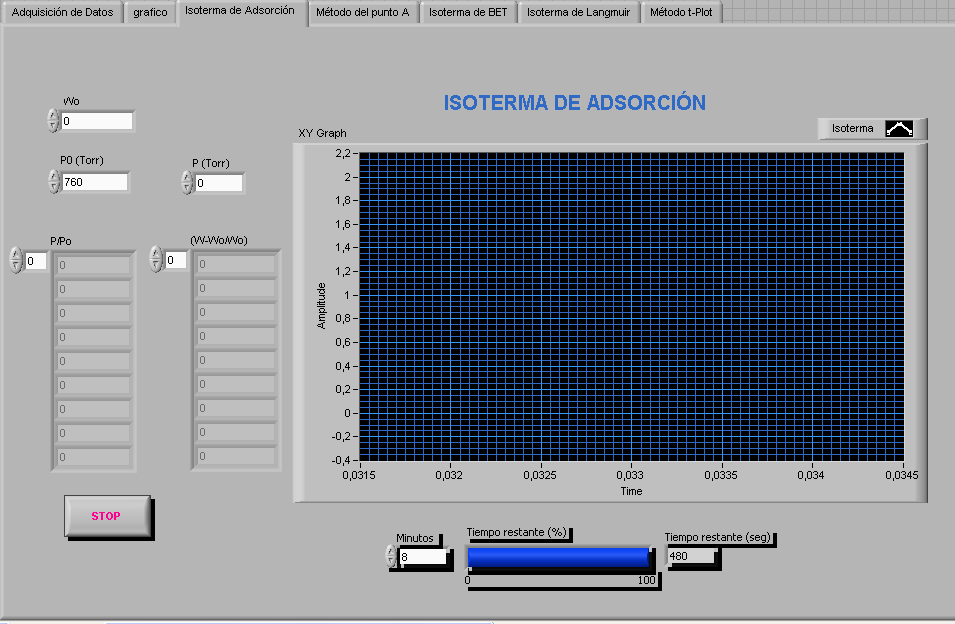 Adquisición de Datos
grafico
Isoterma de Adsorción
Método del punto A
Isoterma de BET
Isoterma de Langmuir
Método t-Plot
Wo
0
P0 (Torr)
760
P (Torr)
0
P/Po
0
0
0
0
0
0
0
0
0
0
(W-Wo/Wo)
0
0
0
0
0
0
0
0
0
0
STOP
ISOTERMA DE ADSORCIÓN
XY Graph
Isoterma
Amplitude
2,2
2
1,8
1,6
1,4
1,2
1
0,8
0,6
0,4
0,2
0
-0,2
-0,4
0,0315
0,032
0,0325
0,033
0,0335
0,034
0,0345
Time
Minutos
8
Tiempo restante (%)
0
100
Tiempo restante (seg)
480